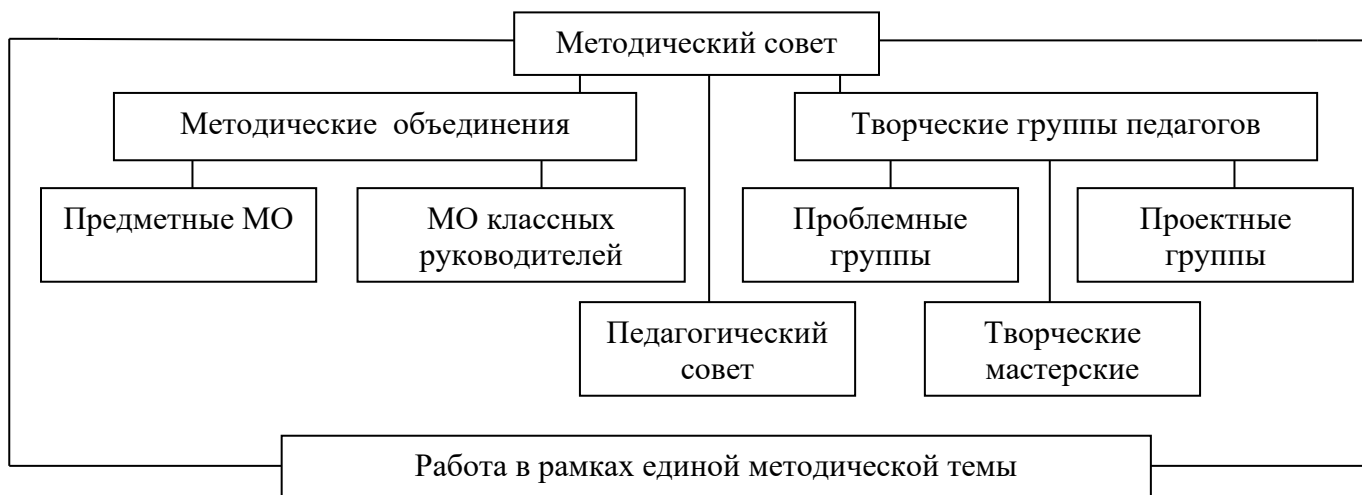 Методический совет
Методические объединения
Творческие группы педагогов
Предметные МО
МО классных
руководителей
Проблемные
группы
Проектные
группы
Педагогический
совет
Творческие
мастерские
Работа в рамках единой методической темы